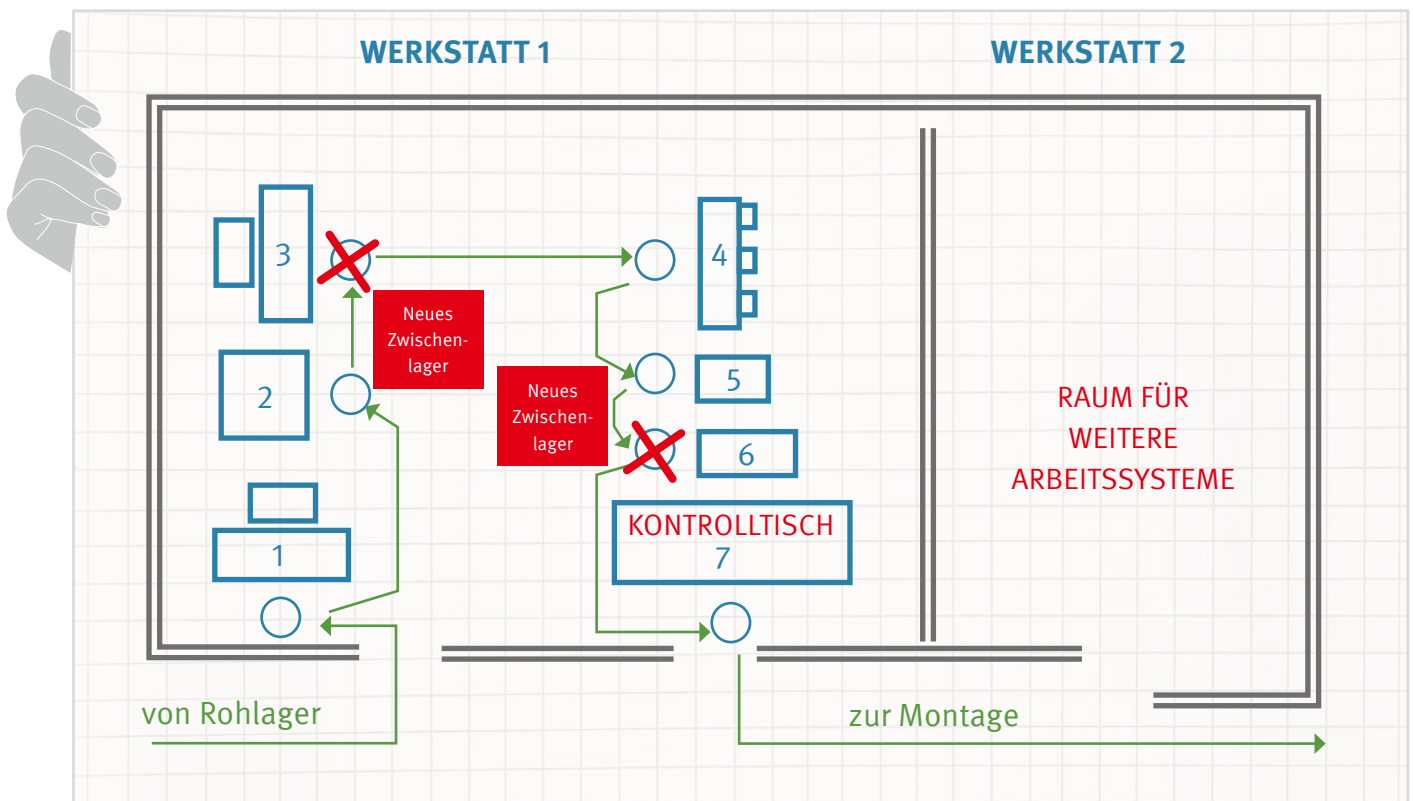 WERKSTATT 1
WERKSTATT 2
3
4
Neues
Zwischen-
lager
2
5
Neues
Zwischen-
lager
6
RAUM FÜR
WEITERE
ARBEITSSYSTEME
1
KONTROLLTISCH
7
von Rohlager
zur Montage